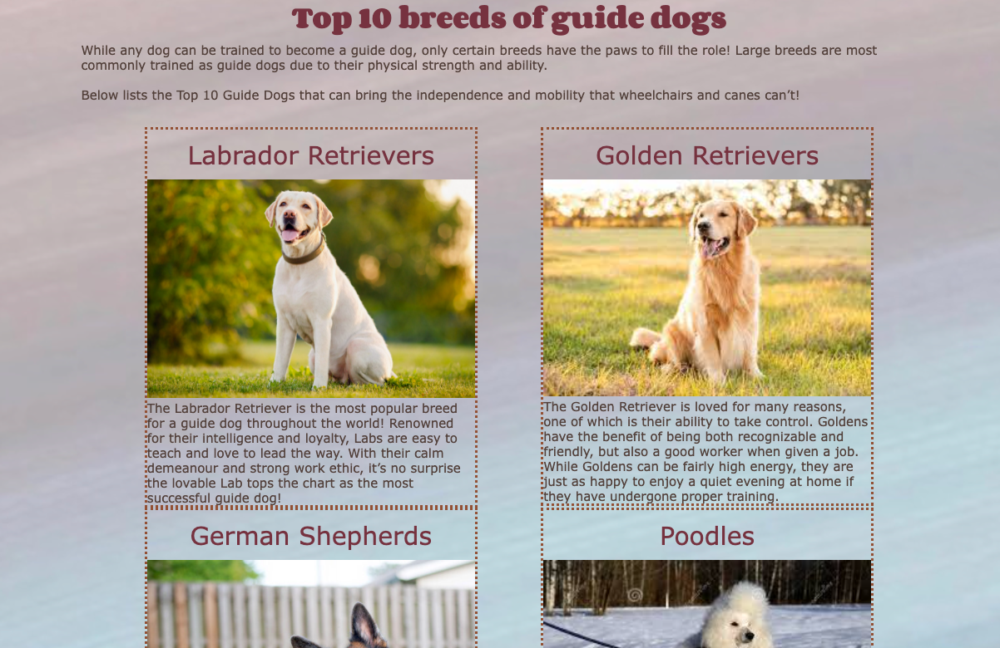 Top 10 breeds of guide dogs
While any dog can be trained to become a guide dog, only certain breeds have the paws to fill the role! Large breeds are most
commonly trained as guide dogs due to their physical strength and ability.
Below lists the Top 10 Guide Dogs that can bring the independence and mobility that wheelchairs and canes can’t!
Labrador Retrievers
The Labrador Retriever is the most popular breed
for a guide dog throughout the world! Renowned
for their intelligence and loyalty, Labs are easy to
teach and love to lead the way. With their calm
demeanour and strong work ethic, it’s no surprise
the lovable Lab tops the chart as the most
successful guide dog!
Golden Retrievers
The Golden Retriever is loved for many reasons,
one of which is their ability to take control. Goldens
have the benefit of being both recognizable and
friendly, but also a good worker when given a job.
While Goldens can be fairly high energy, they are
just as happy to enjoy a quiet evening at home if
they have undergone proper training.
German Shepherds
Poodles